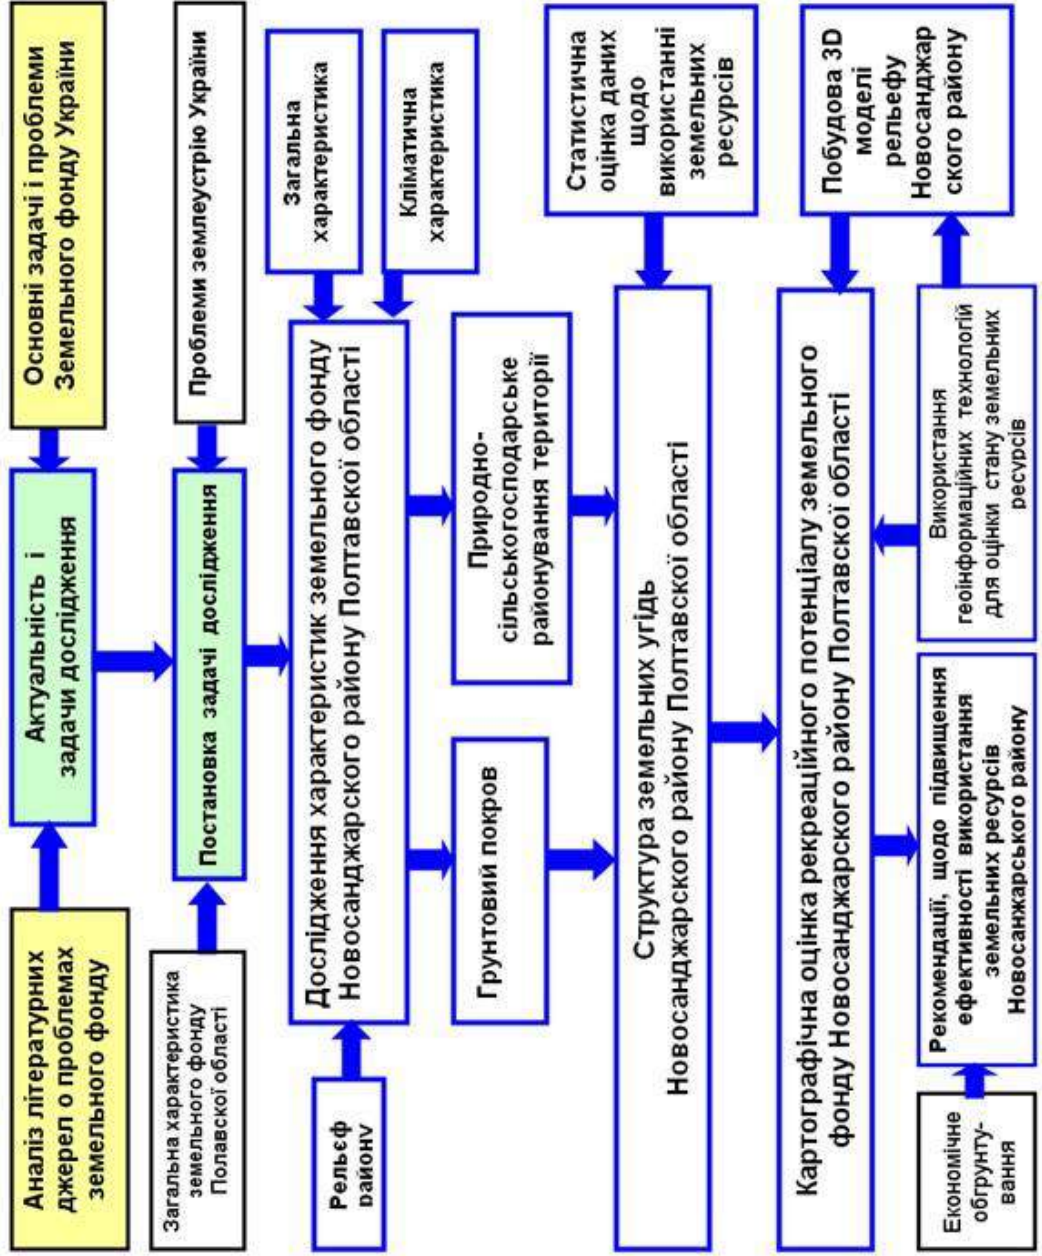 Аналіз літературних
джерел о проблемах
земельного фонду
Актуальність і
задачи дослідження
Основні задачі і проблеми
Земельного фонду України
Загальна характеристика
земельного фонду
Полавскої області
Постановка задачі дослідження
Проблеми землеустрію України
Рельєф
району
Дослідження характеристик земельного фонду
Новосанджарского району Полтавскої області
Загальна
характеристика
Кліматична
характеристика
Грунтовий покров
Природно-
сільськогосподарське
районування території
Структура земельних угідь
Новосанджарского району Полтавскої області
Статистична
оцінка даних
щодо
використанні
земельних
ресурсів
Картографічна оцінка рекреаційного потенціалу земельного
фонду Новосанджарского району Полтавскої області
Побудова 3D
моделі
рельефу
Новосанджар
ского району
Економічне
обгрунту-
вання
Рекомендації, щодо підвищення
ефективності використання
земельних ресурсів
Новосанжарського району
Використання
геоінформаційних технологій
для оцінки стану земельних
ресурсів